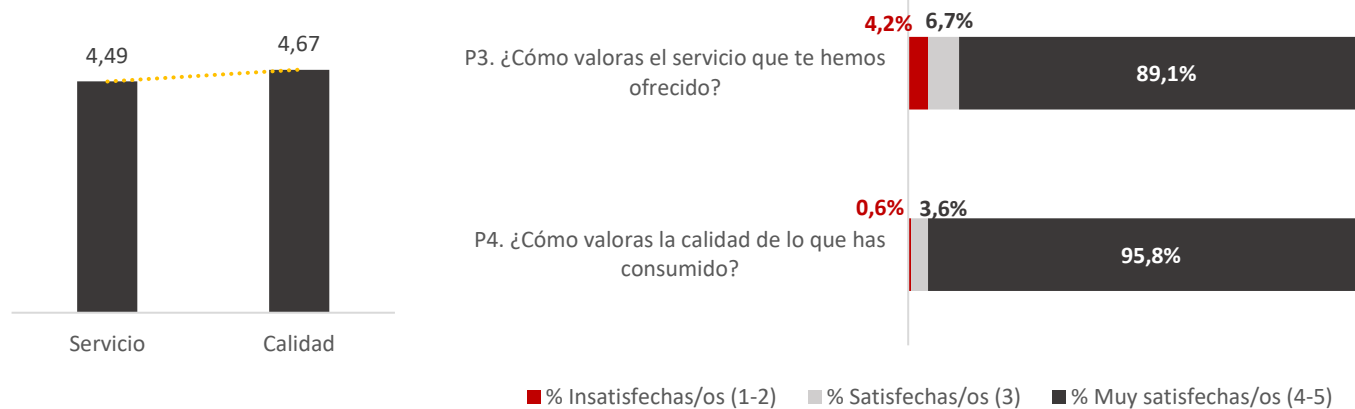 4,49
4,67
Servicio
Calidad
4,2%
6,7%
P3. ¿Cómo valoras el servicio que te hemos
ofrecido?
89,1%
0,6%
3,6%
P4. ¿Cómo valoras la calidad de lo que has
consumido?
95,8%
% Insatisfechas/os (1-2)
% Satisfechas/os (3)
% Muy satisfechas/os (4-5)